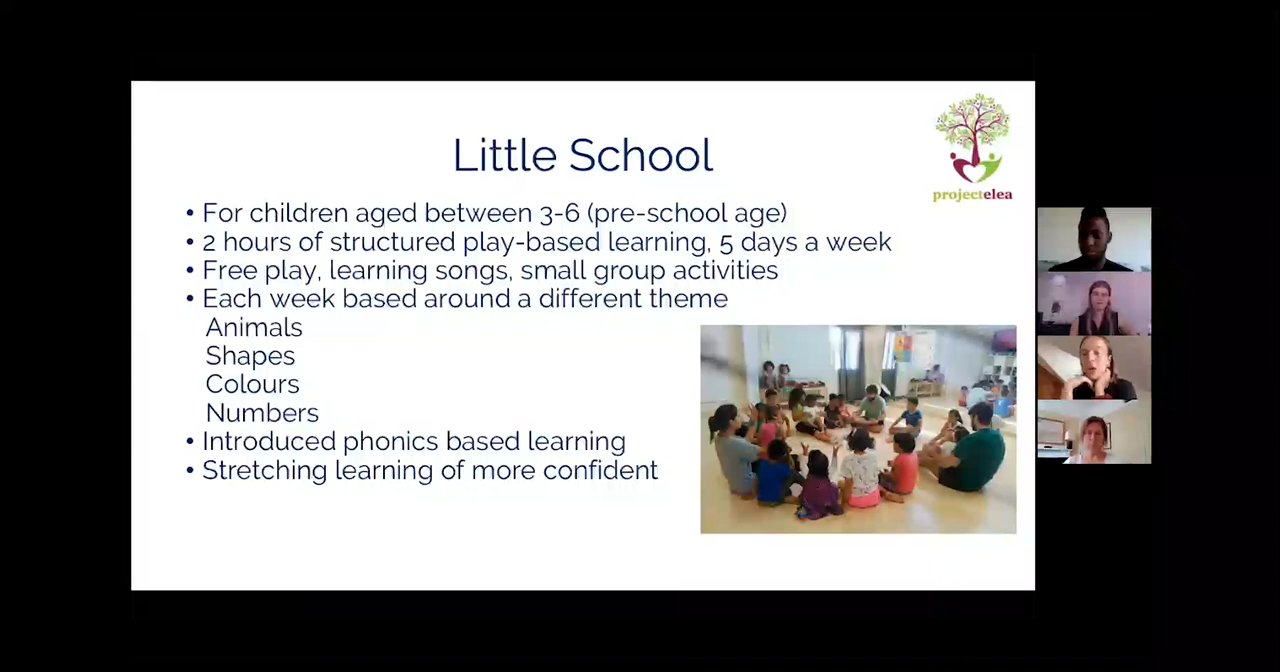 Little School
projectelea
• For children aged between 3-6 (pre-school age)
• 2 hours of structured play-based learning, 5 days a week
• Free play, learning songs, small group activities
• Each week based around a different theme
Animals
Shapes
Colours
Numbers
• Introduced phonics based learning
• Stretching learning of more confident